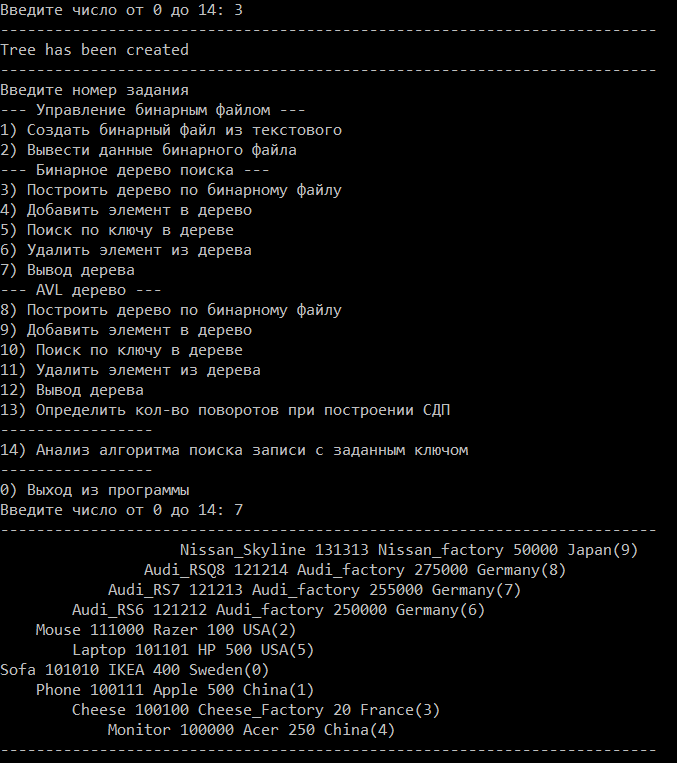 Введите число от 0 до 14: 3
-------------------------------------------------------------------------
Tree has been created
-------------------------------------------------------------------------
Введите номер задания
--- Управление бинарным файлом ---
1) Создать бинарный файл из текстового
2) Вывести данные бинарного файла
--- Бинарное дерево поиска ---
3) Построить дерево по бинарному файлу
4) Добавить элемент в дерево
5) Поиск по ключу в дереве
6) Удалить элемент из дерева
7) Вывод дерева
--- AVL дерево ---
8) Построить дерево по бинарному файлу
9) Добавить элемент в дерево
10) Поиск по ключу в дереве
11) Удалить элемент из дерева
12) Вывод дерева
13) Определить кол-во поворотов при построении СДП
-----------------
14) Анализ алгоритма поиска записи с заданным ключом
-----------------
0) Выход из программы
Введите число от 0 до 14: 7
-------------------------------------------------------------------------
                    Nissan_Skyline 131313 Nissan_factory 50000 Japan(9)
                Audi_RSQ8 121214 Audi_factory 275000 Germany(8)
            Audi_RS7 121213 Audi_factory 255000 Germany(7)
        Audi_RS6 121212 Audi_factory 250000 Germany(6)
    Mouse 111000 Razer 100 USA(2)
        Laptop 101101 HP 500 USA(5)
Sofa 101010 IKEA 400 Sweden(0)
    Phone 100111 Apple 500 China(1)
        Cheese 100100 Cheese_Factory 20 France(3)
            Monitor 100000 Acer 250 China(4)
-------------------------------------------------------------------------